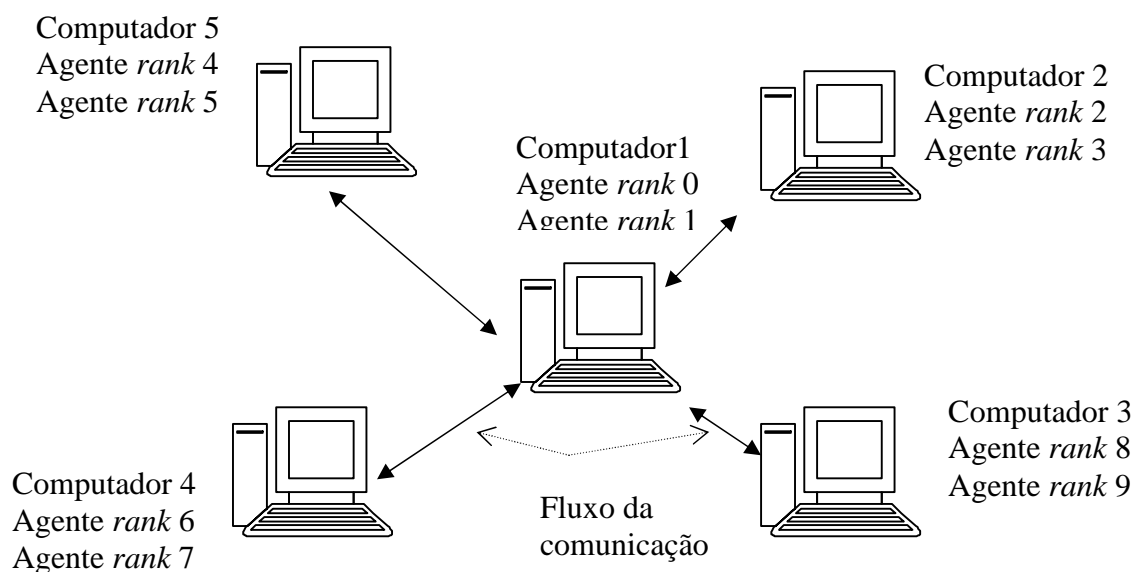 Computador 5
Agente rank 4
Agente rank 5
Computador 2
Agente rank 2
Agente rank 3
Computador1
Agente rank 0
Agente rank 1
Computador 3
Agente rank 8
Agente rank 9
Computador 4
Agente rank 6
Agente rank 7
Fluxo da
comunicação